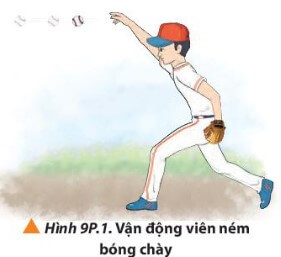 ▲ Hình 9P.1. Vận động viên ném
bóng chày